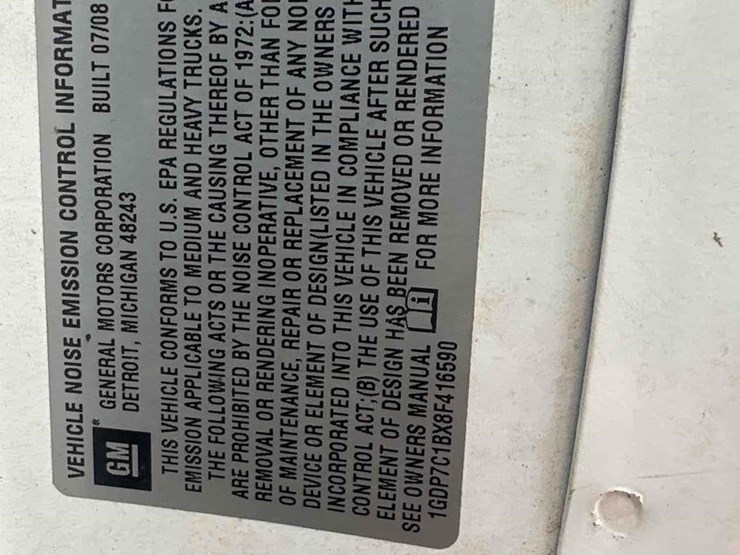 VEHICLE NOISE EMISSION CONTROL INFORMAT
GM
GENERAL MOTORS CORPORATION BUILT 07/08
DETROIT, MICHIGAN 48243
THIS VEHICLE CONFORMS TO U.S. EPA REGULATIONS F
EMISSION APPLICABLE TO MEDIUM AND HEAVY TRUCKS.
THE FOLLOWING ACTS OR THE CAUSING THEREOF BY A
ARE PROHIBITED BY THE NOISE CONTROL ACT OF 1972:(A
REMOVAL OR RENDERING INOPERATIVE, OTHER THAN FO
OF MAINTENANCE, REPAIR OR REPLACEMENT OF ANY NO
DEVICE OR ELEMENT OF DESIGN(LISTED IN THE OWNERS
INCORPORATED INTO THIS VEHICLE IN COMPLIANCE WITH
CONTROL ACT;(B) THE USE OF THIS VEHICLE AFTER SUCH
ELEMENT OF DESIGN HAS BEEN REMOVED OR RENDERED
SEE OWNERS MANUAL i FOR MORE INFORMATION
1GDP7C1BX8F416590